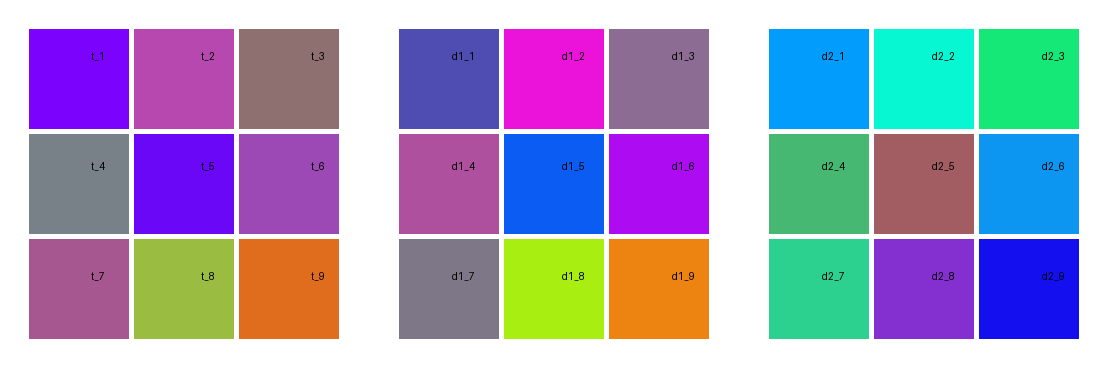 t_1 t_2 t_3 d1_1 d1_2 d1_3 d2_1 d2_2 d2_3
t_4 t_5 t_6 d1_4 d1_5 d1_6 d2_4 d2_5 d2_6
t_7 t_8 t_9 d1_7 d1_8 d1_9 d2_7 d2_8 d2_9